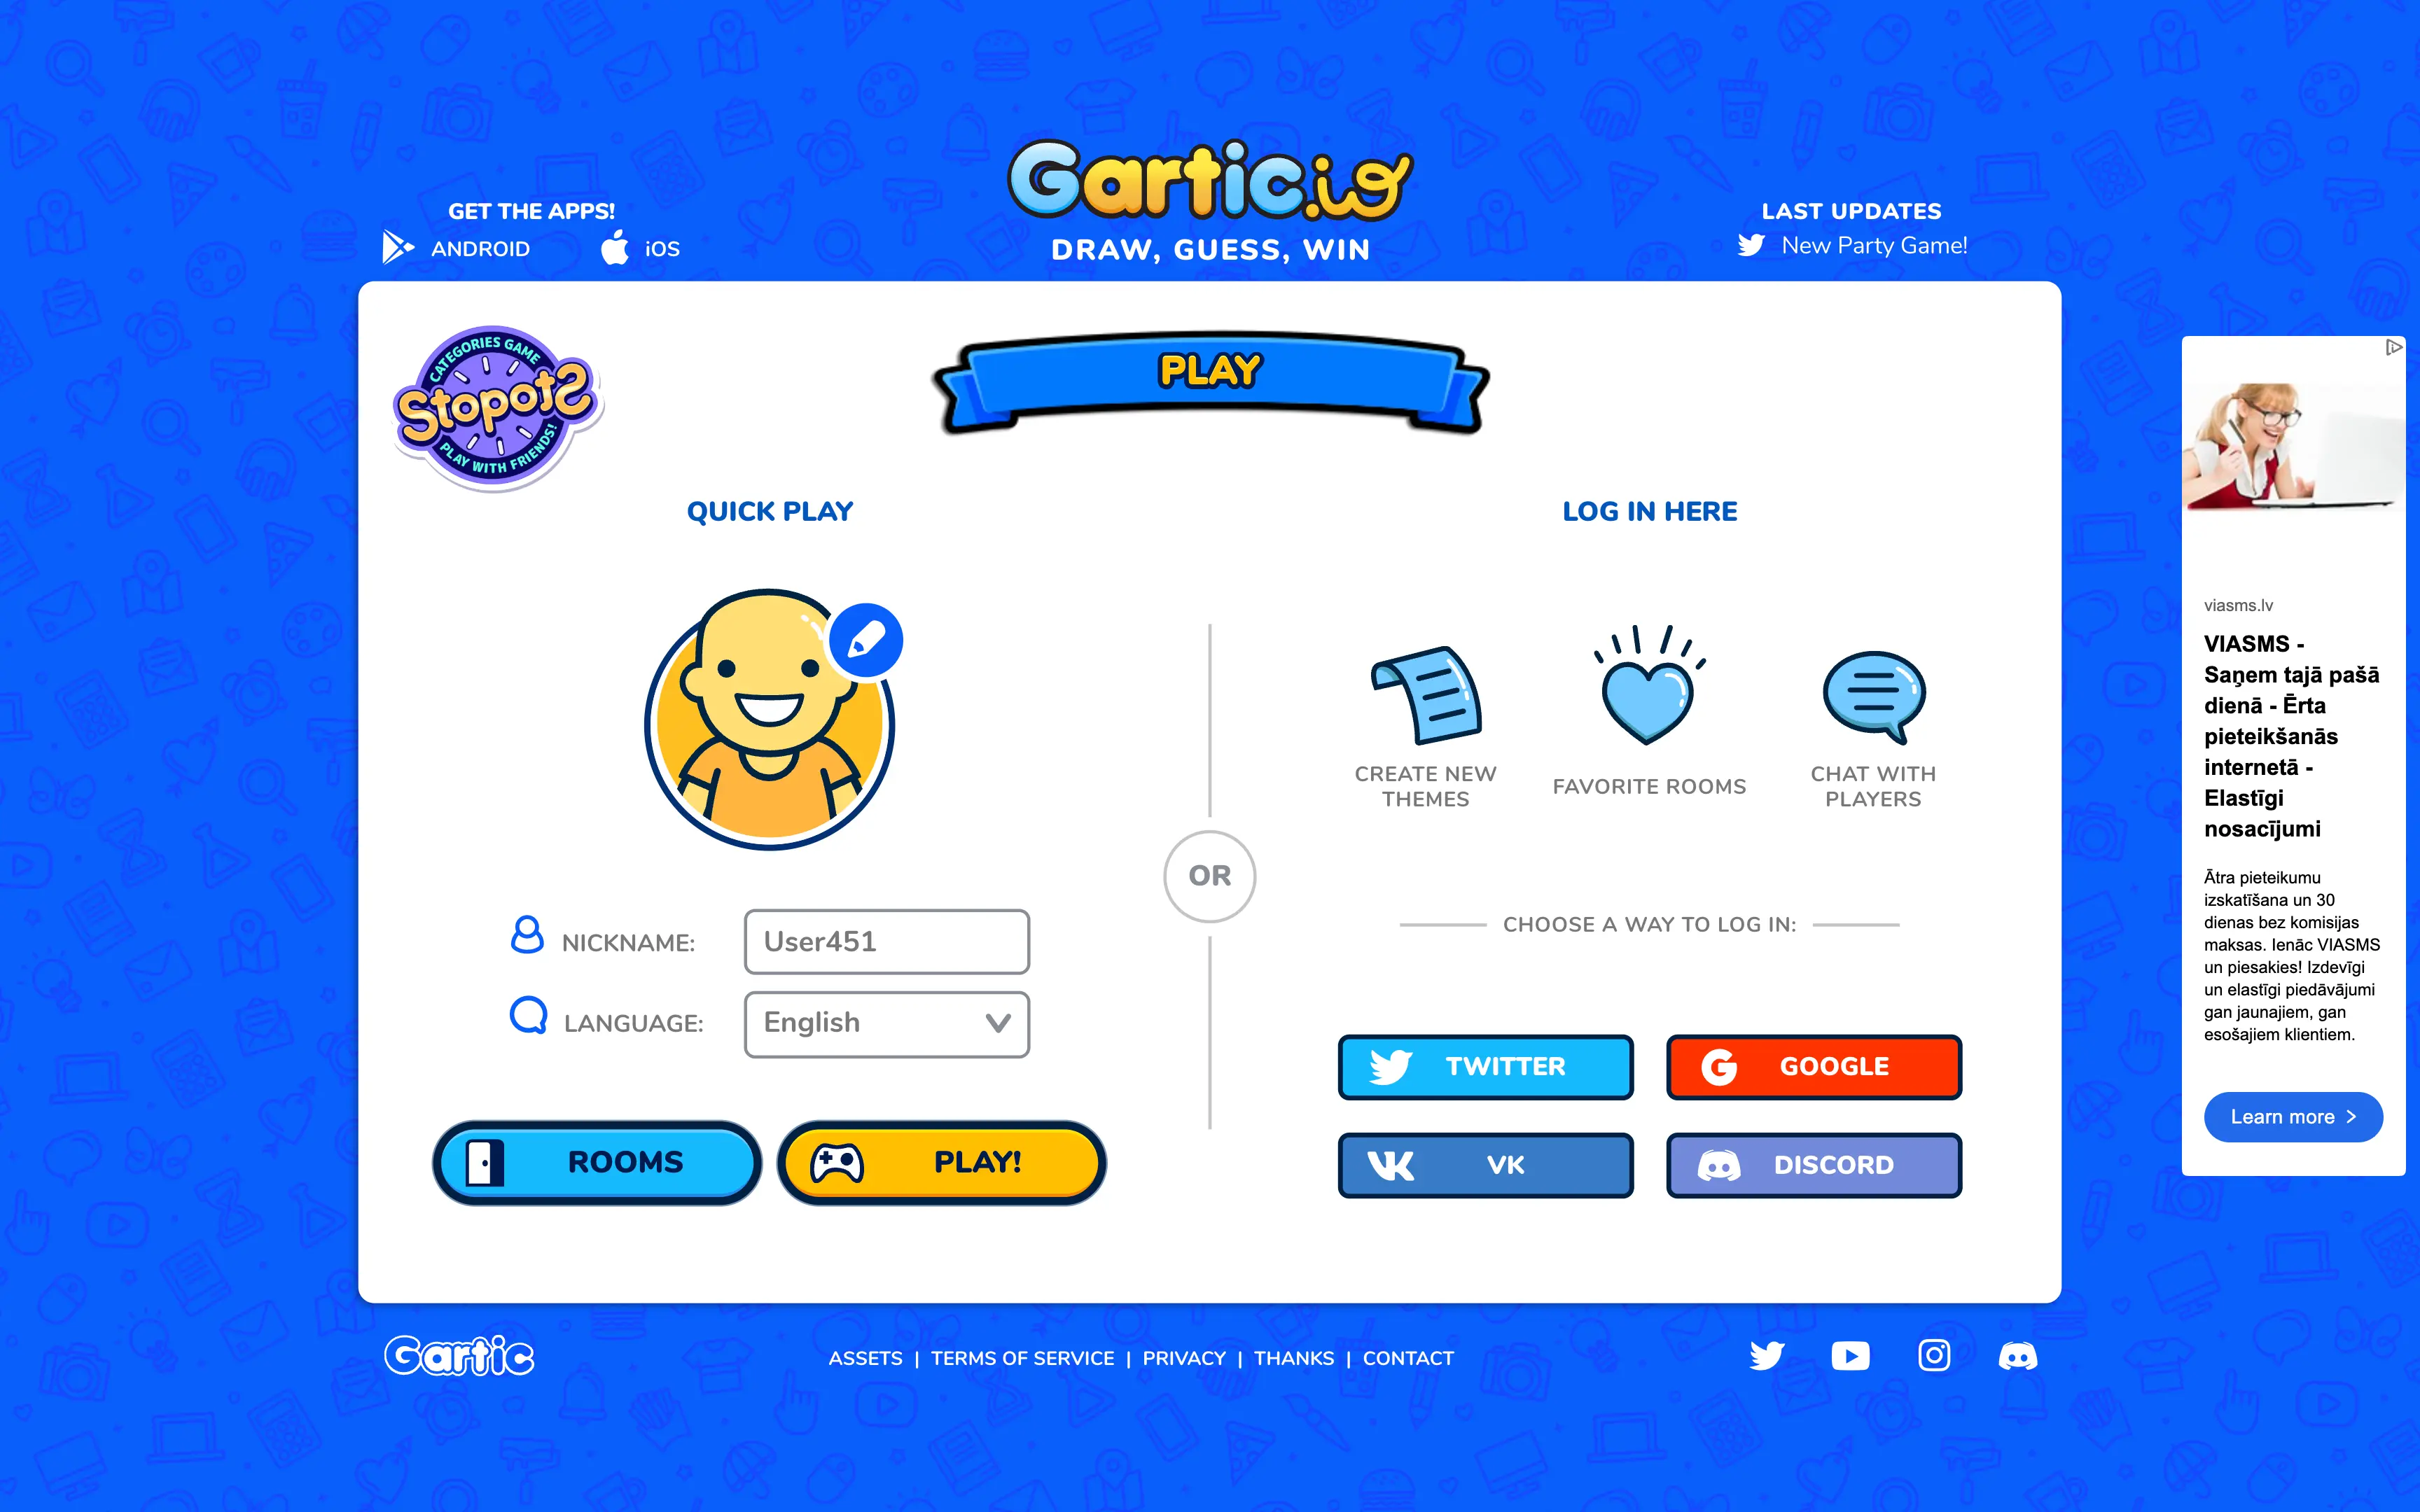 GET THE APPS!
ANDROID
iOS
Gartic.io
DRAW, GUESS, WIN
LAST UPDATES
New Party Game!
CATEGORIES GAME
StopotS
PLAY WITH FRIENDS!
PLAY
QUICK PLAY
NICKNAME:
User451
LANGUAGE:
English
ROOMS
PLAY!
OR
LOG IN HERE
CREATE NEW
THEMES
FAVORITE ROOMS
CHAT WITH
PLAYERS
CHOOSE A WAY TO LOG IN:
TWITTER
GOOGLE
VK
DISCORD
viasms.lv
VIASMS -
Saņem tajā pašā
dienā - Ērta
pieteikšanās
internetā -
Elastīgi
nosacījumi
Ātra pieteikumu
izskatīšana un 30
dienas bez komisijas
maksas. Ienāc VIASMS
un piesakies! Izdevīgi
un elastīgi piedāvājumi
gan jaunajiem, gan
esošajiem klientiem.
Learn more >
Gartic
ASSETS | TERMS OF SERVICE | PRIVACY | THANKS | CONTACT